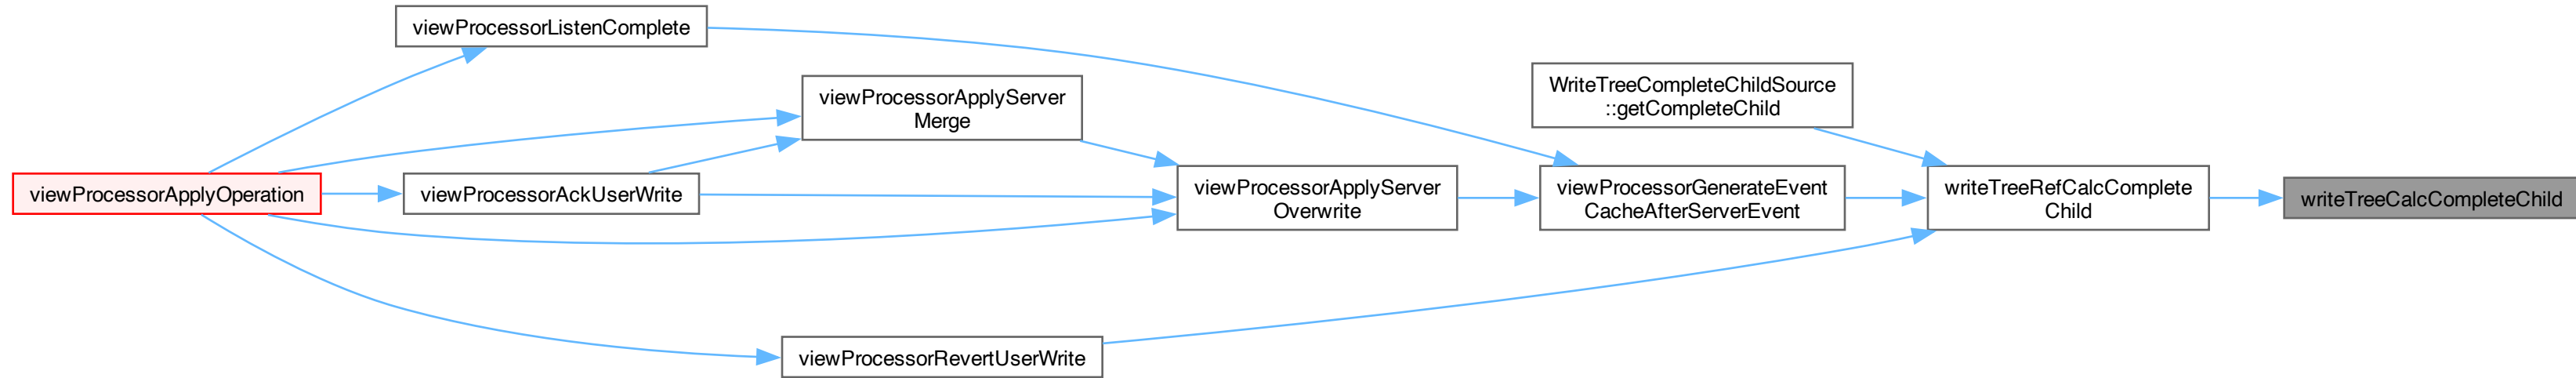 viewProcessorListenComplete
WriteTreeCompleteChildSource
::getCompleteChild
viewProcessorApplyServer
Merge
viewProcessorApplyOperation
viewProcessorAckUserWrite
viewProcessorApplyServer
Overwrite
viewProcessorGenerateEvent
CacheAfterServerEvent
writeTreeRefCalcComplete
Child
writeTreeCalcCompleteChild
viewProcessorRevertUserWrite